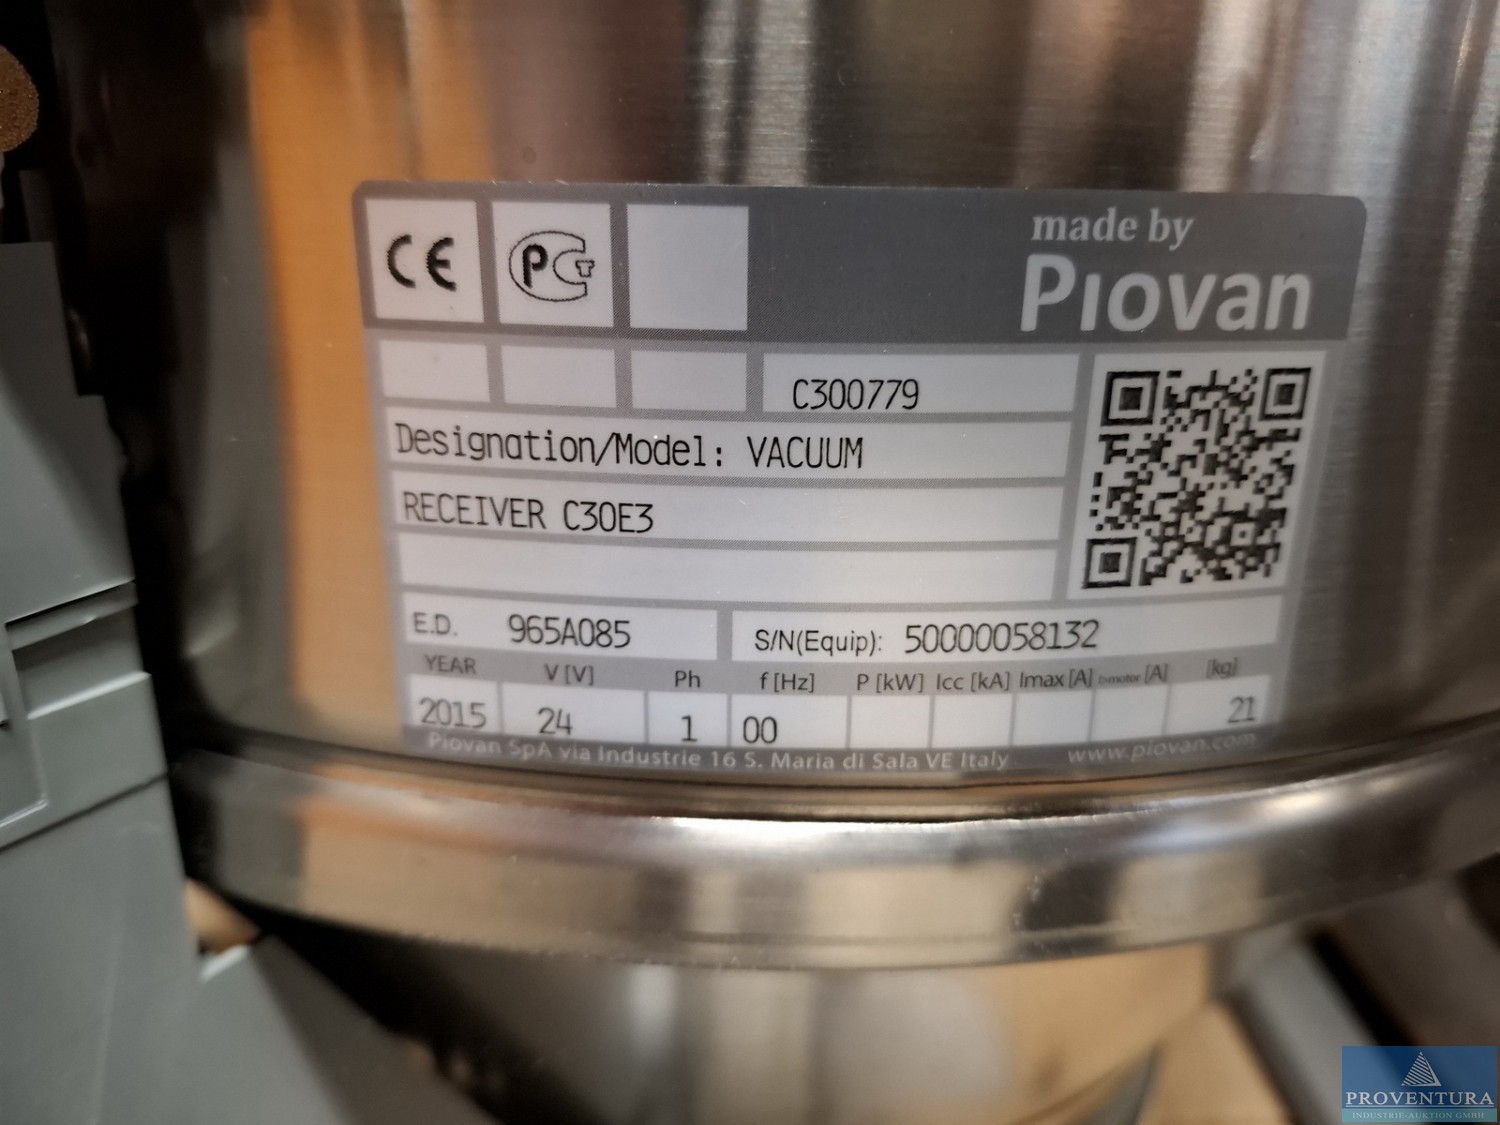 CE PCT
made by
Piovan
C300779
Designation/Model: VACUUM
RECEIVER C30E3
E.D. 965A085 S/N(Equip): 50000058132
YEAR V [V] Ph f [Hz] P [kW] Icc [kA] Imax [A] [A] [kg]
2015 24 1 00 21
Piovan SpA via Industrie 16 S. Maria di Sala VE Italy www.piovan.com
PROVENTURA
INDUSTRIE-AUKTION GMBH